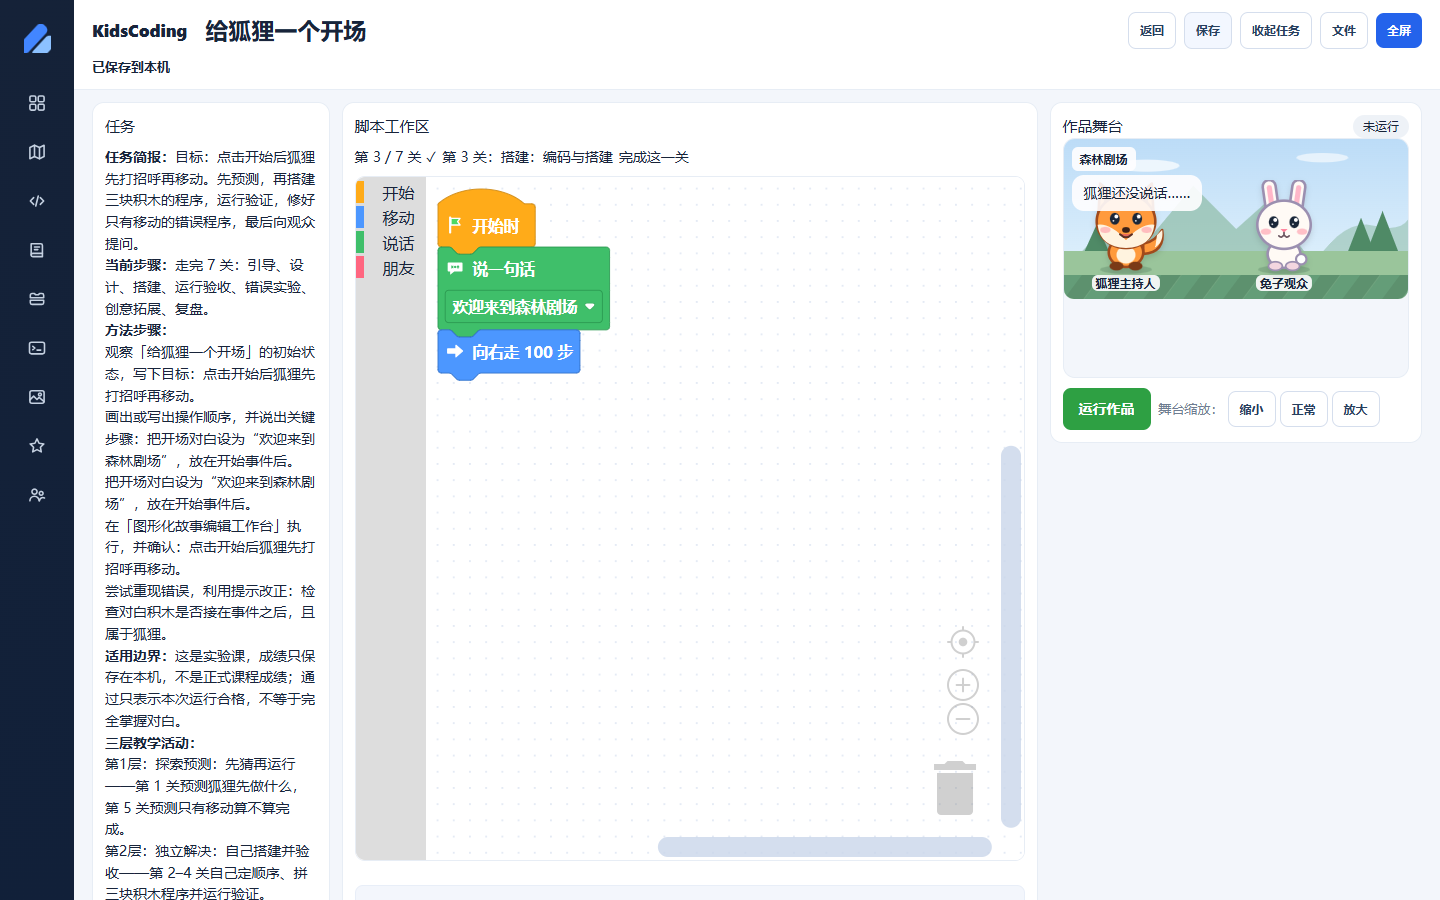 KidsCoding 给狐狸一个开场
返回 保存 收起任务 文件 全屏
已保存到本机
任务
任务简报：目标：点击开始后狐狸
先打招呼再移动。先预测，再搭建
三块积木的程序，运行验证，修好
只有移动的错误程序，最后向观众
提问。
当前步骤：走完 7 关：引导、设
计、搭建、运行验收、错误实验、
创意拓展、复盘。
方法步骤：
观察「给狐狸一个开场」的初始状
态，写下目标：点击开始后狐狸先
打招呼再移动。
画出或写出操作顺序，并说出关键
步骤：把开场对白设为“欢迎来到
森林剧场”，放在开始事件后。
把开场对白设为“欢迎来到森林剧
场”，放在开始事件后。
在「图形化故事编辑工作台」执
行，并确认：点击开始后狐狸先打
招呼再移动。
尝试重现错误，利用提示改正：检
查对白积木是否接在事件之后，且
属于狐狸。
适用边界：这是实验课，成绩只保
存在本机，不是正式课程成绩；通
过只表示本次运行合格，不等于完
全掌握对白。
三层教学活动：
第1层：探索预测：先猜再运行
——第 1 关预测狐狸先做什么，
第 5 关预测只有移动算不算完
成。
第2层：独立解决：自己搭建并验
收——第 2–4 关自己定顺序、拼
三块积木程序并运行验证。
脚本工作区
第 3 / 7 关 ✓ 第 3 关：搭建：编码与搭建 完成这一关
开始
移动
说话
朋友
开始时
说一句话
欢迎来到森林剧场
向右走 100 步
作品舞台
未运行
森林剧场
狐狸还没说话……
狐狸主持人
兔子观众
运行作品 舞台缩放： 缩小 正常 放大